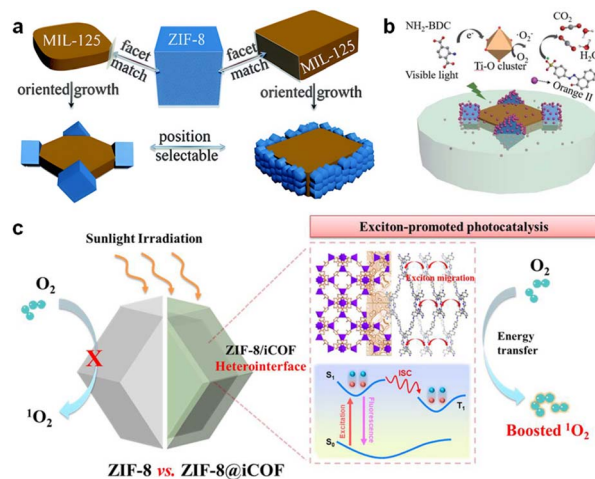 a
MIL-125
facet
match
ZIF-8
facet
match
MIL-125
oriented growth
oriented growth
position
selectable
b
NH₂-BDC
e⁻
·O₂⁻
O₂
Ti-O cluster
Visible light
CO₂
H₂O
Orange II
c
Sunlight Irradiation
O₂
X
¹O₂
ZIF-8/iCOF
Heterointerface
ZIF-8 vs. ZIF-8@iCOF
Exciton-promoted photocatalysis
Exciton migration
S₁
ISC
T₁
Excitation
Fluorescence
S₀
O₂
Energy
transfer
Boosted ¹O₂